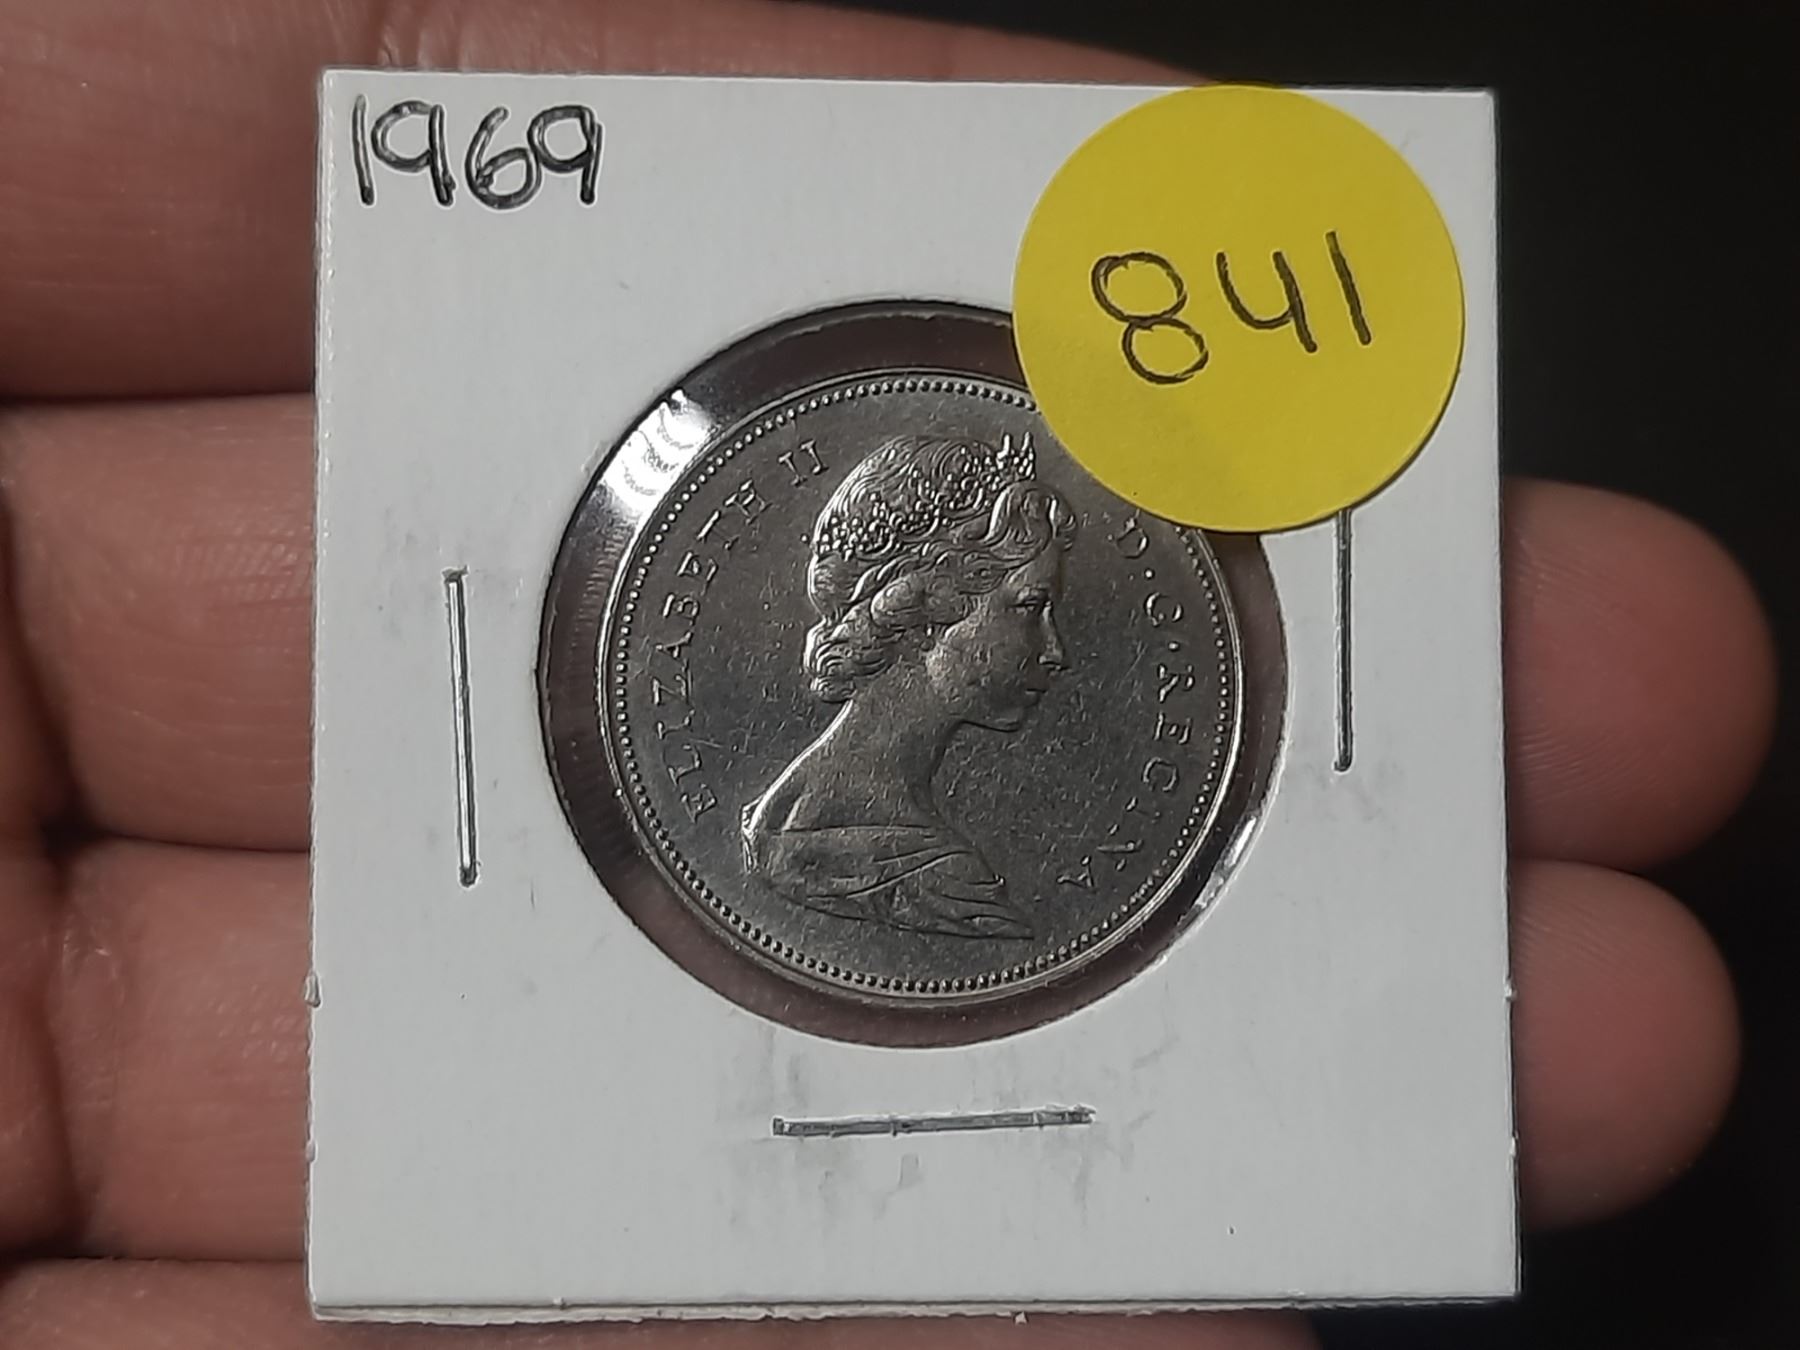 1969
841
ELIZABETH II D·G·REGINA